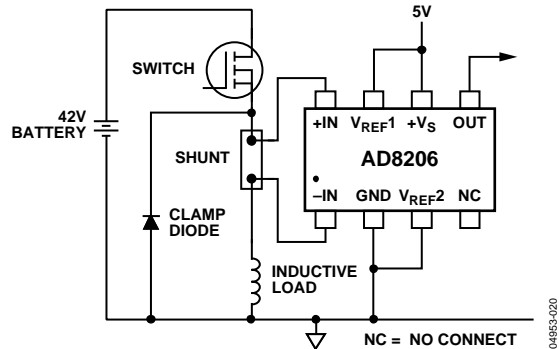 5V
SWITCH
42V
BATTERY
+IN VREF1 +VS OUT
SHUNT
AD8206
–IN GND VREF2 NC
CLAMP
DIODE
INDUCTIVE
LOAD
NC = NO CONNECT
04953-020